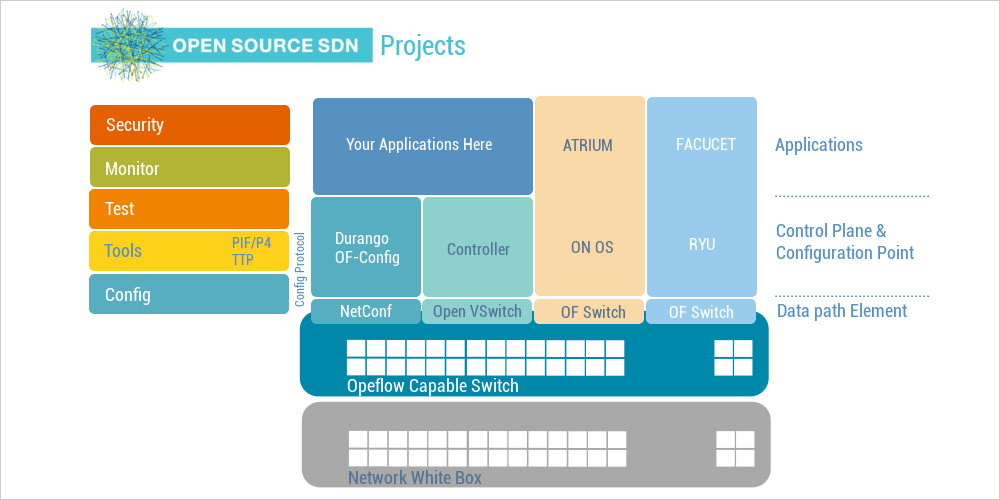 OPEN SOURCE SDN Projects
Security
Monitor
Test
Tools
PIF/P4
TTP
Config
Config Protocol
Your Applications Here
ATRIUM
FACUCET
Applications
Durango
OF-Config
Controller
ON OS
RYU
Control Plane &
Configuration Point
NetConf
Open VSwitch
OF Switch
OF Switch
Data path Element
Opeflow Capable Switch
Network White Box